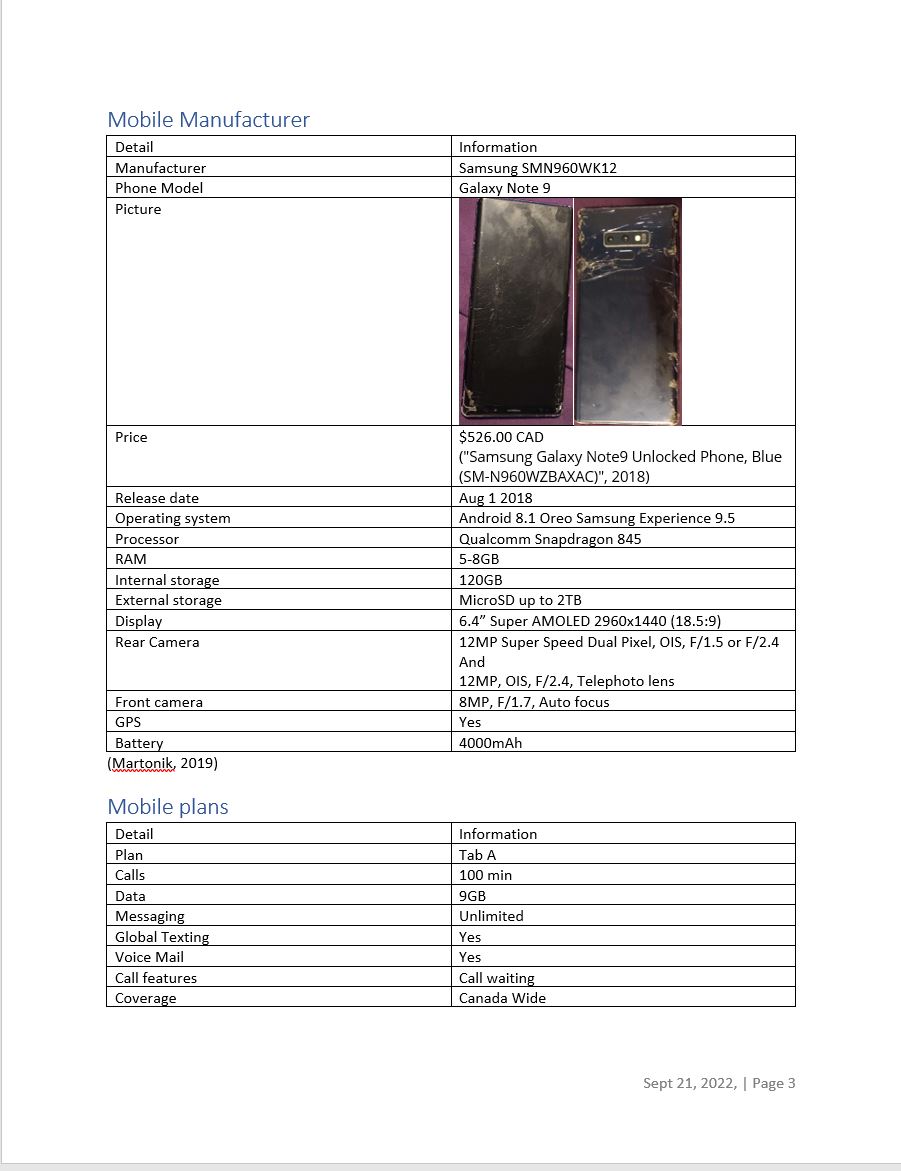 Mobile Manufacturer
Detail Information
Manufacturer Samsung SMN960WK12
Phone Model Galaxy Note 9
Picture
Price $526.00 CAD
("Samsung Galaxy Note9 Unlocked Phone, Blue
(SM-N960WZBAXAC)", 2018)
Release date Aug 1 2018
Operating system Android 8.1 Oreo Samsung Experience 9.5
Processor Qualcomm Snapdragon 845
RAM 5-8GB
Internal storage 120GB
External storage MicroSD up to 2TB
Display 6.4” Super AMOLED 2960x1440 (18.5:9)
Rear Camera 12MP Super Speed Dual Pixel, OIS, F/1.5 or F/2.4
And
12MP, OIS, F/2.4, Telephoto lens
Front camera 8MP, F/1.7, Auto focus
GPS Yes
Battery 4000mAh
(Martonik, 2019)
Mobile plans
Detail Information
Plan Tab A
Calls 100 min
Data 9GB
Messaging Unlimited
Global Texting Yes
Voice Mail Yes
Call features Call waiting
Coverage Canada Wide
Sept 21, 2022, | Page 3